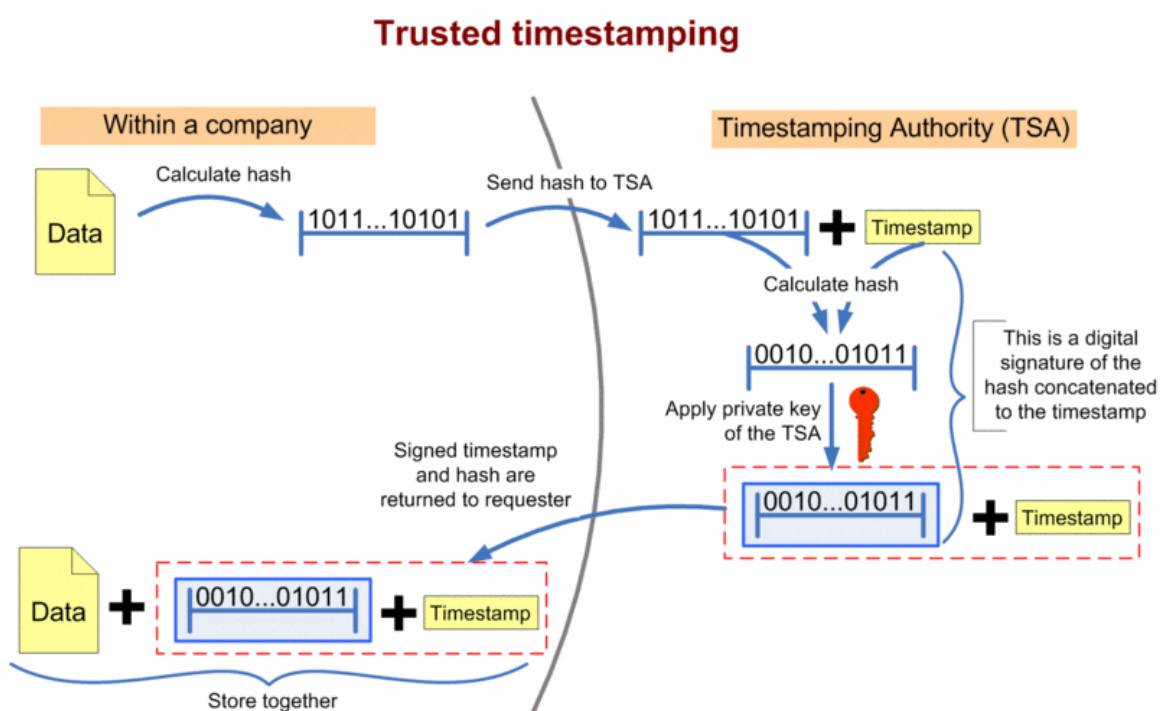 Trusted timestamping
Within a company
Timestamping Authority (TSA)
Data
Calculate hash
1011...10101
Send hash to TSA
1011...10101
+
Timestamp
Calculate hash
0010...01011
This is a digital
signature of the
hash concatenated
to the timestamp
Apply private key
of the TSA
0010...01011
+
Timestamp
Signed timestamp
and hash are
returned to requester
Data
+
0010...01011
+
Timestamp
Store together